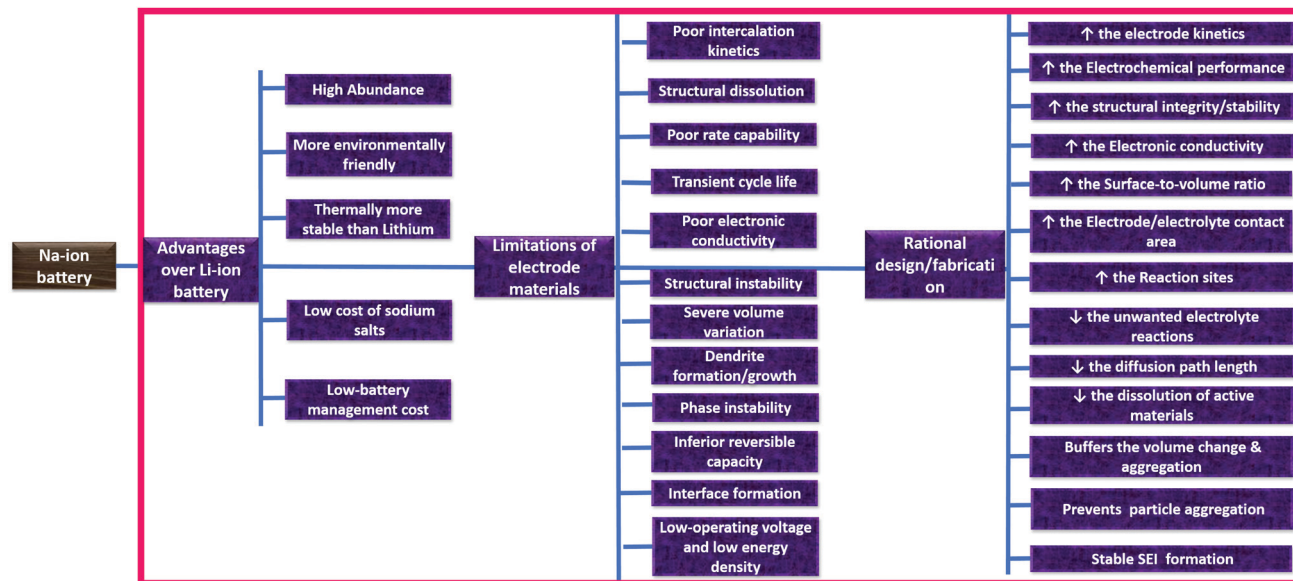 Na-ion
battery
Advantages
over Li-ion
battery
High Abundance
More environmentally
friendly
Thermally more
stable than Lithium
Low cost of sodium
salts
Low-battery
management cost
Limitations of
electrode
materials
Poor intercalation
kinetics
Structural dissolution
Poor rate capability
Transient cycle life
Poor electronic
conductivity
Structural instability
Severe volume
variation
Dendrite
formation/growth
Phase instability
Inferior reversible
capacity
Interface formation
Low-operating voltage
and low energy
density
Rational
design/fabricati
on
↑ the electrode kinetics
↑ the Electrochemical performance
↑ the structural integrity/stability
↑ the Electronic conductivity
↑ the Surface-to-volume ratio
↑ the Electrode/electrolyte contact
area
↑ the Reaction sites
↓ the unwanted electrolyte
reactions
↓ the diffusion path length
↓ the dissolution of active
materials
Buffers the volume change &
aggregation
Prevents particle aggregation
Stable SEI formation